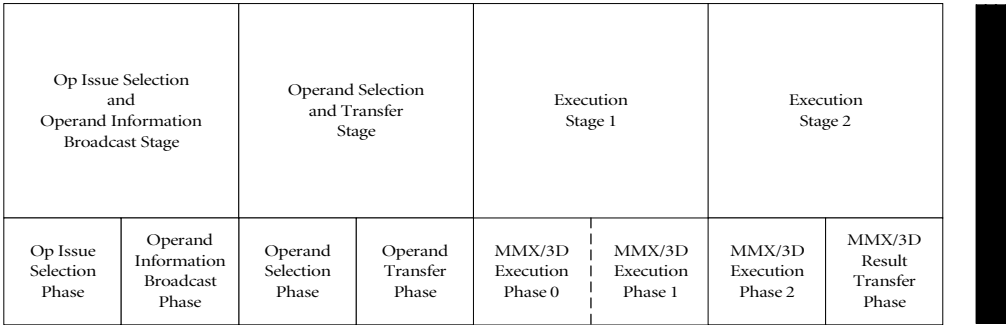 Op Issue Selection
and
Operand Information
Broadcast Stage
Operand Selection
and Transfer
Stage
Execution
Stage 1
Execution
Stage 2
Op Issue
Selection
Phase
Operand
Information
Broadcast
Phase
Operand
Selection
Phase
Operand
Transfer
Phase
MMX/3D
Execution
Phase 0
MMX/3D
Execution
Phase 1
MMX/3D
Execution
Phase 2
MMX/3D
Result
Transfer
Phase